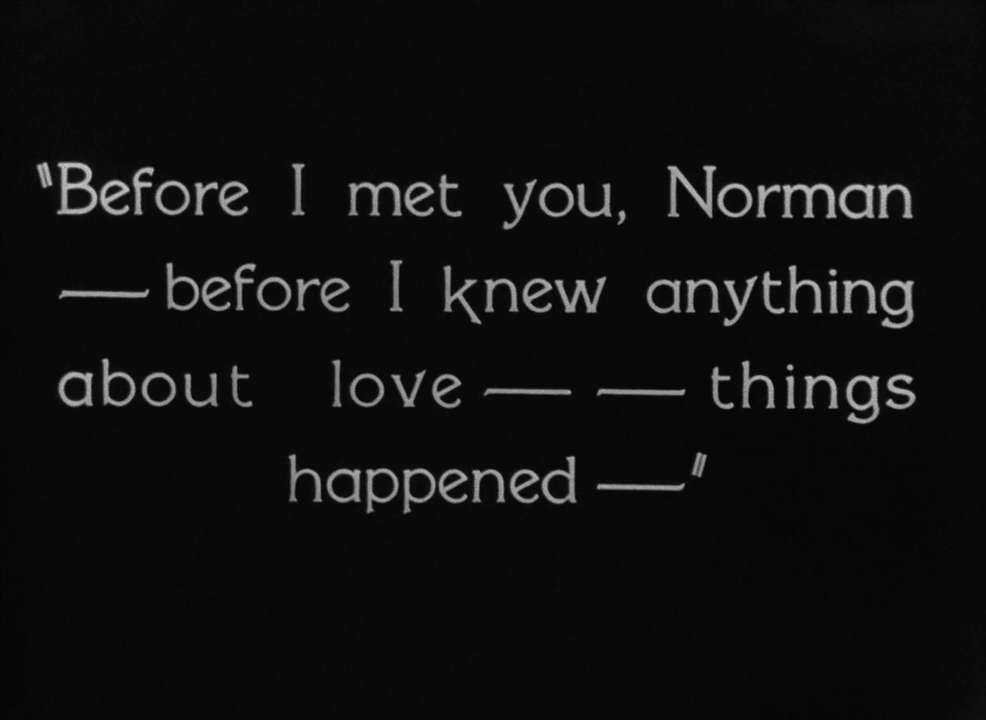 "Before I met you, Norman
— before I knew anything
about love — — things
happened —"